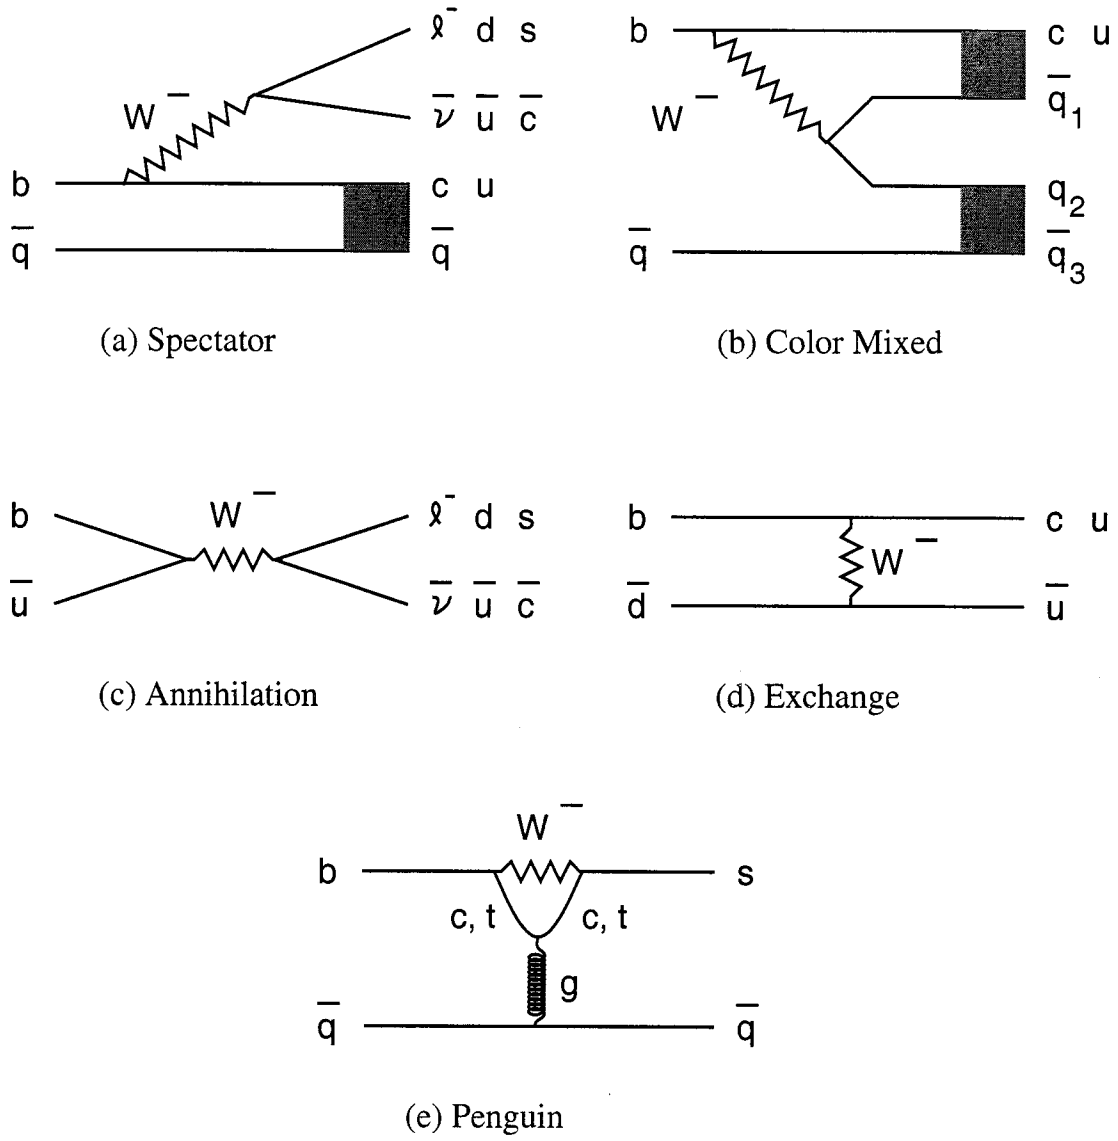 ℓ⁻ d s
W⁻
ν̅ u̅ c̅
b
c u
q̅
q̅
(a) Spectator
b
c u
W⁻
q̅₁
q₂
q̅
q̅₃
(b) Color Mixed
b
W⁻
ℓ⁻ d s
u̅
ν̅ u̅ c̅
(c) Annihilation
b
c u
W⁻
d̅
u̅
(d) Exchange
W⁻
b
s
c, t
c, t
g
q̅
q̅
(e) Penguin